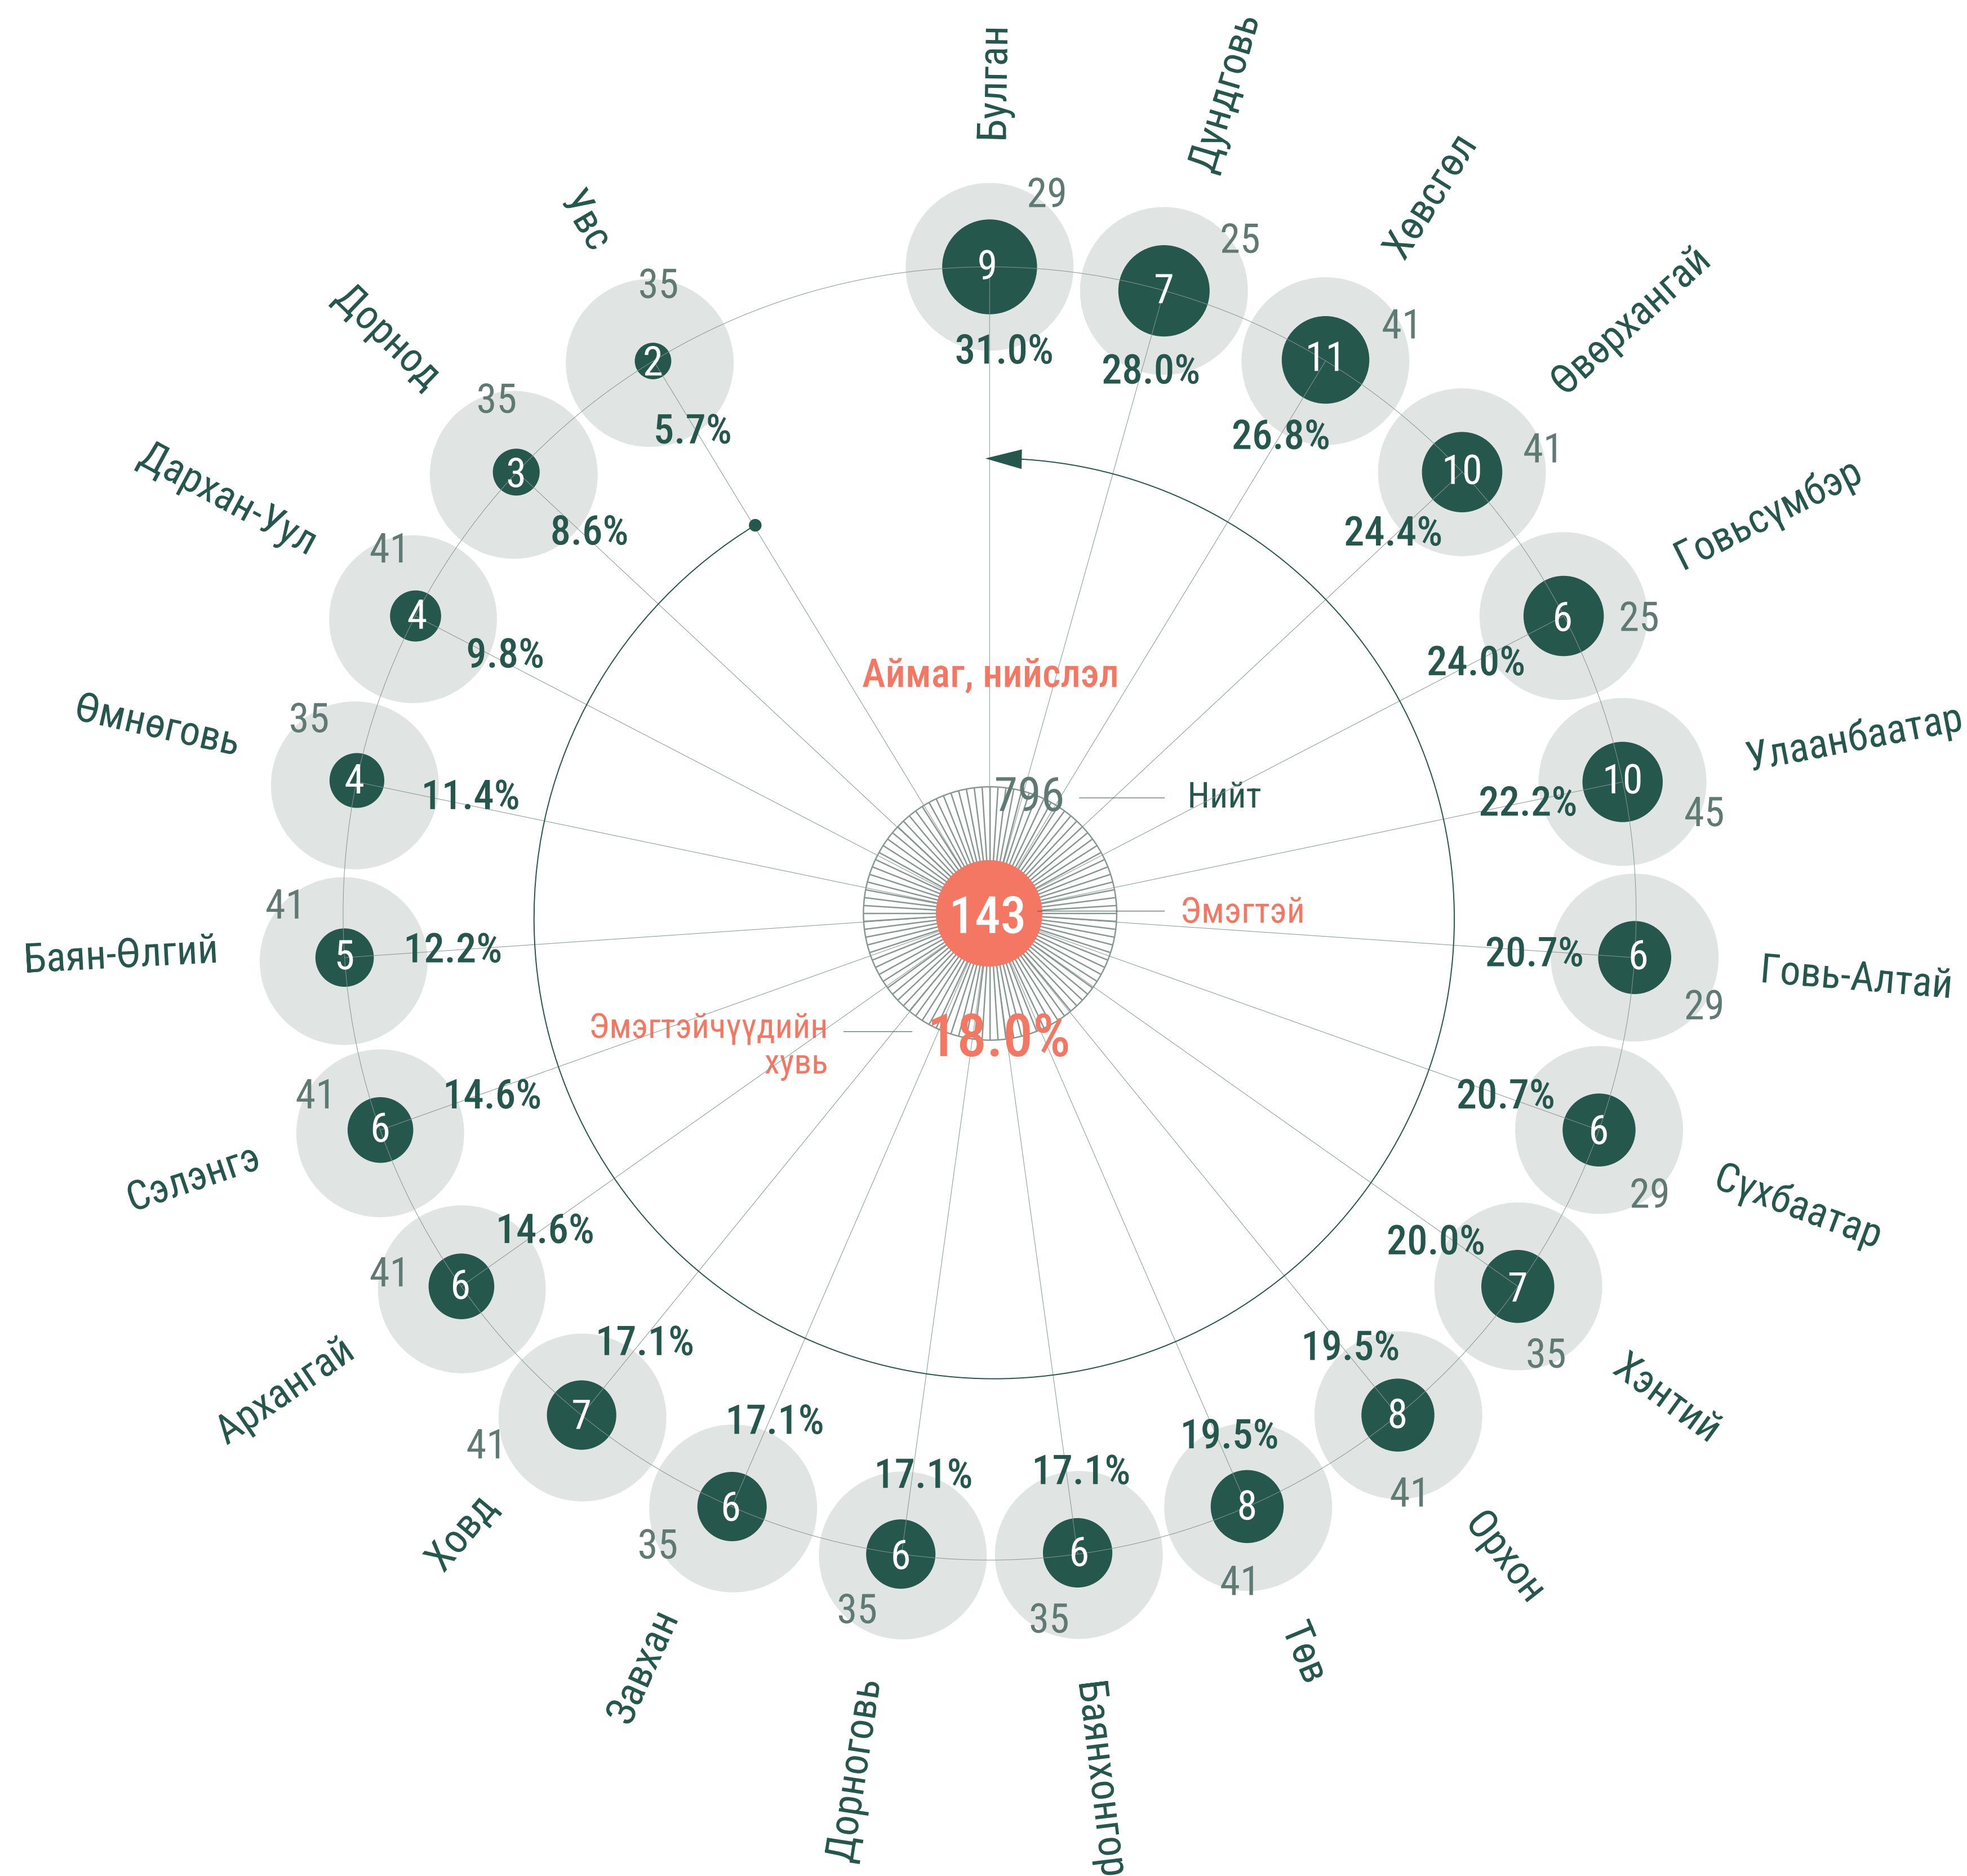 Булган
29
9
31.0%
Дундговь
25
7
28.0%
Хөвсгөл
41
11
26.8%
Өвөрхангай
41
10
24.4%
Говьсүмбэр
25
6
24.0%
Улаанбаатар
45
10
22.2%
Говь-Алтай
29
6
20.7%
Сүхбаатар
29
6
20.7%
Хэнтий
35
7
20.0%
Орхон
41
8
19.5%
Төв
41
8
19.5%
Баянхонгор
35
6
17.1%
Дорноговь
35
6
17.1%
Завхан
35
6
17.1%
Ховд
41
7
17.1%
Архангай
41
6
14.6%
Сэлэнгэ
41
6
14.6%
Баян-Өлгий
41
5
12.2%
Өмнөговь
35
4
11.4%
Дархан-Уул
41
4
9.8%
Дорнод
35
3
8.6%
Увс
35
2
5.7%
Аймаг, нийслэл
796
Нийт
143
Эмэгтэй
Эмэгтэйчүүдийн
хувь
18.0%